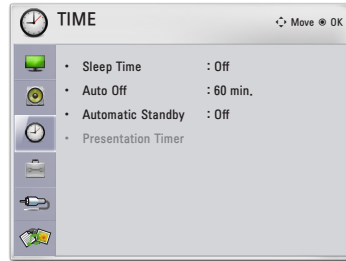 TIME
Move ◉ OK
• Sleep Time : Off
• Auto Off : 60 min.
• Automatic Standby : Off
• Presentation Timer